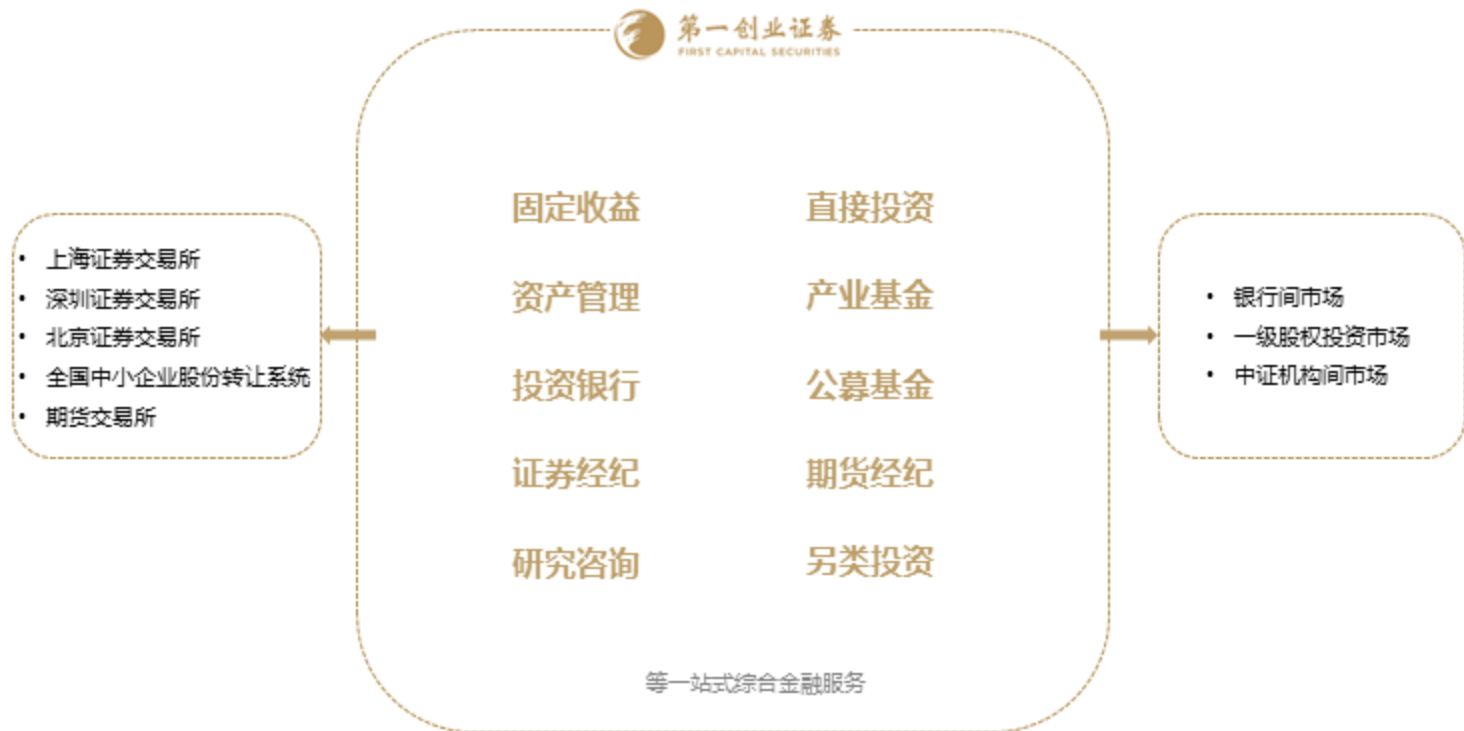 第一创业证券
FIRST CAPITAL SECURITIES
• 上海证券交易所
• 深圳证券交易所
• 北京证券交易所
• 全国中小企业股份转让系统
• 期货交易所
固定收益 直接投资
资产管理 产业基金
投资银行 公募基金
证券经纪 期货经纪
研究咨询 另类投资
等一站式综合金融服务
• 银行间市场
• 一级股权投资市场
• 中证机构间市场